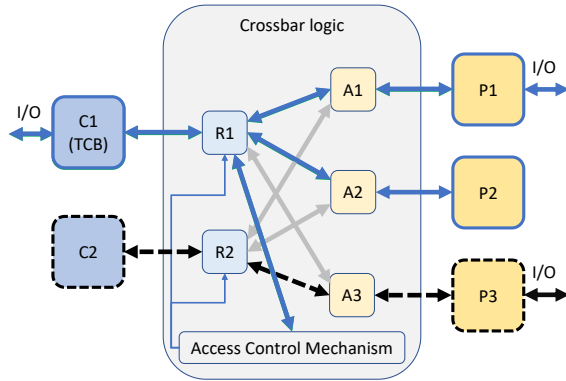 Crossbar logic
I/O
C1
(TCB)
R1
A1
P1
I/O
A2
P2
C2
R2
A3
P3
I/O
Access Control Mechanism